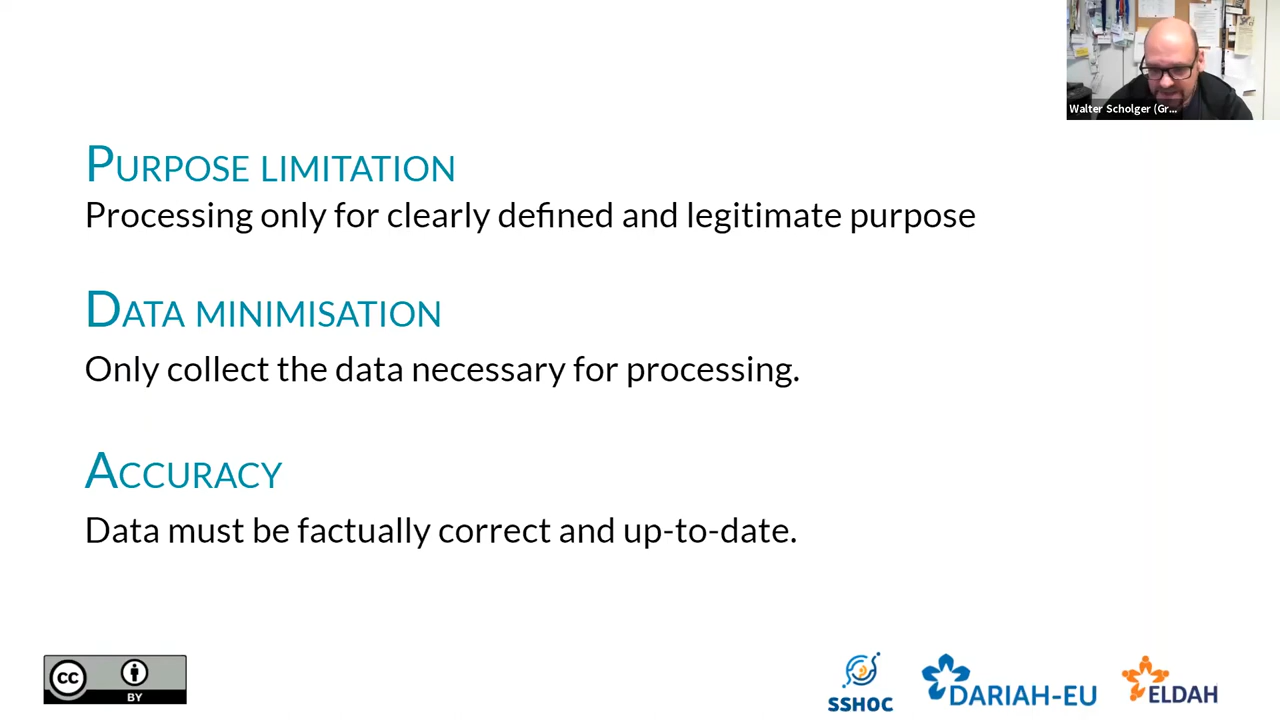 Walter Scholger (Gr...
PURPOSE LIMITATION
Processing only for clearly defined and legitimate purpose
DATA MINIMISATION
Only collect the data necessary for processing.
ACCURACY
Data must be factually correct and up-to-date.
CC BY
SSHOC
DARIAH-EU
ELDAH